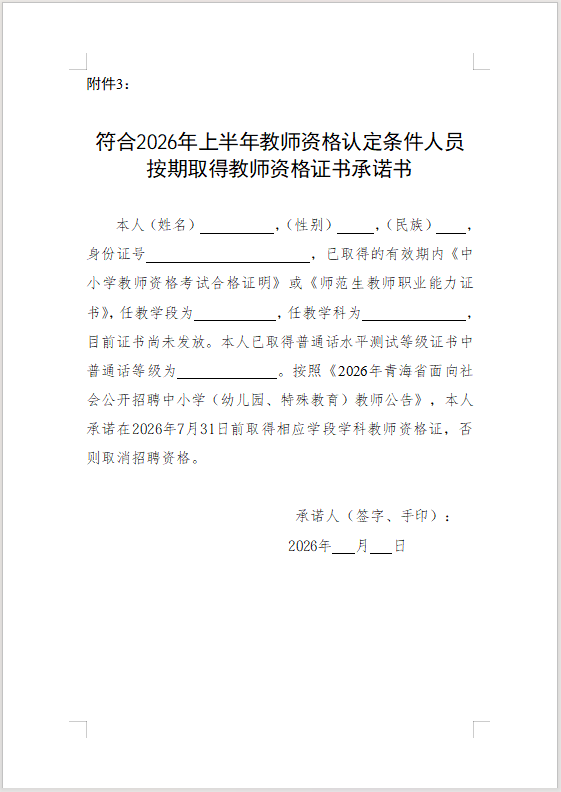 附件3：
符合2026年上半年教师资格认定条件人员
按期取得教师资格证书承诺书
本人（姓名）__________，（性别）_____，（民族）____，
身份证号______________________，已取得的有效期内《中
小学教师资格考试合格证明》或《师范生教师职业能力证
书》，任教学段为___________，任教学科为______________，
目前证书尚未发放。本人已取得普通话水平测试等级证书中
普通话等级为_____________。按照《2026年青海省面向社
会公开招聘中小学（幼儿园、特殊教育）教师公告》，本人
承诺在2026年7月31日前取得相应学段学科教师资格证，否
则取消招聘资格。
承诺人（签字、手印）：
2026年___月___日